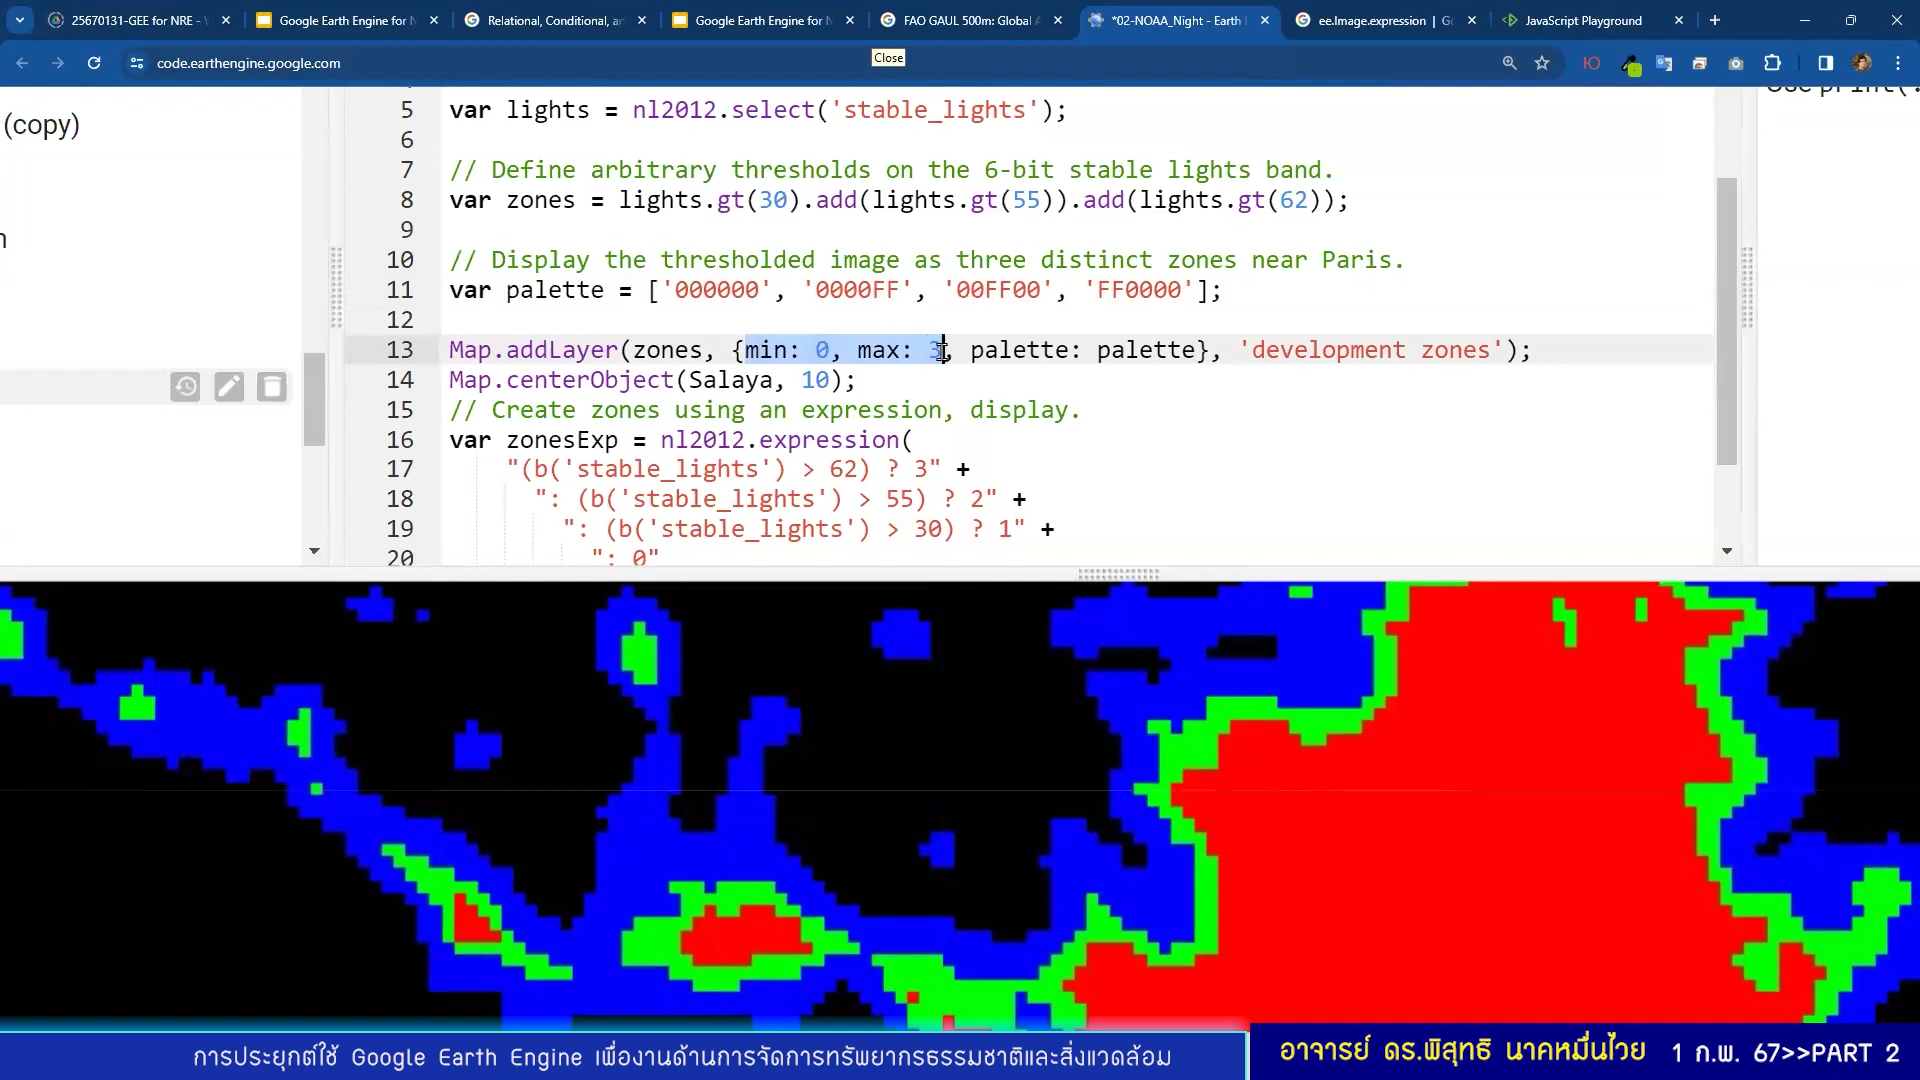 25670131-GEE for NRE -
Google Earth Engine for N
Relational, Conditional, an
Google Earth Engine for N
FAO GAUL 500m: Global A
*02-NOAA_Night - Earth
ee.Image.expression | Go
JavaScript Playground
code.earthengine.google.com
Close
(copy)
5 var lights = nl2012.select('stable_lights');
6
7 // Define arbitrary thresholds on the 6-bit stable lights band.
8 var zones = lights.gt(30).add(lights.gt(55)).add(lights.gt(62));
9
10 // Display the thresholded image as three distinct zones near Paris.
11 var palette = ['000000', '0000FF', '00FF00', 'FF0000'];
12
13 Map.addLayer(zones, {min: 0, max: 3, palette: palette}, 'development zones');
14 Map.centerObject(Salaya, 10);
15 // Create zones using an expression, display.
16 var zonesExp = nl2012.expression(
17 "(b('stable_lights') > 62) ? 3" +
18 ": (b('stable_lights') > 55) ? 2" +
19 ": (b('stable_lights') > 30) ? 1" +
20 ": 0"
การประยุกต์ใช้ Google Earth Engine เพื่องานด้านการจัดการทรัพยากรธรรมชาติและสิ่งแวดล้อม
อาจารย์ ดร.พิสุทธิ นาคหมื่นไวย 1 ก.พ. 67>>PART 2